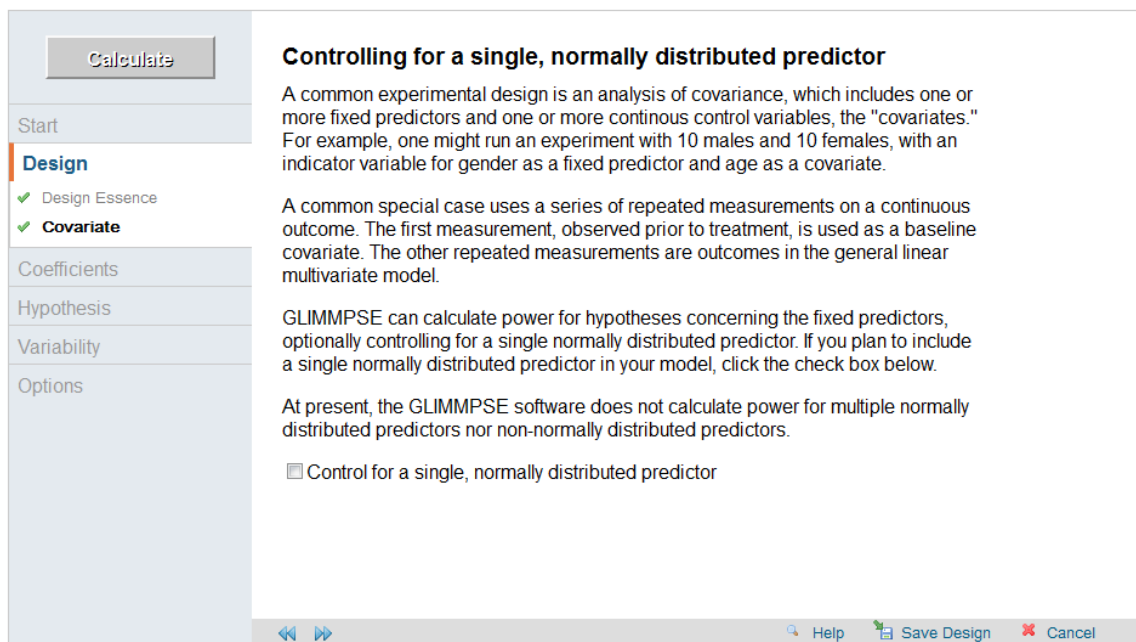 Calculate
Start
Design
Design Essence
Covariate
Coefficients
Hypothesis
Variability
Options
Controlling for a single, normally distributed predictor
A common experimental design is an analysis of covariance, which includes one or
more fixed predictors and one or more continous control variables, the "covariates."
For example, one might run an experiment with 10 males and 10 females, with an
indicator variable for gender as a fixed predictor and age as a covariate.
A common special case uses a series of repeated measurements on a continuous
outcome. The first measurement, observed prior to treatment, is used as a baseline
covariate. The other repeated measurements are outcomes in the general linear
multivariate model.
GLIMMPSE can calculate power for hypotheses concerning the fixed predictors,
optionally controlling for a single normally distributed predictor. If you plan to include
a single normally distributed predictor in your model, click the check box below.
At present, the GLIMMPSE software does not calculate power for multiple normally
distributed predictors nor non-normally distributed predictors.
Control for a single, normally distributed predictor
Help Save Design Cancel